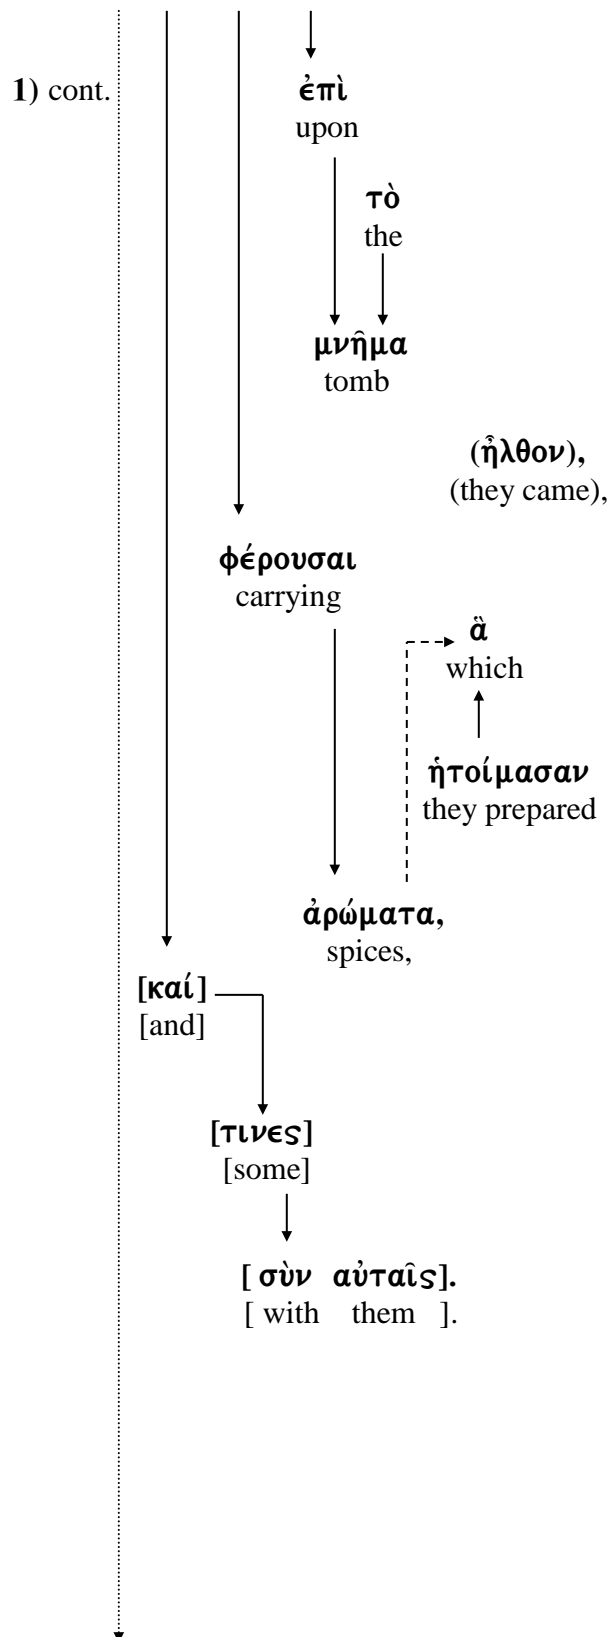 1) cont.
ἐπὶ
upon
τὸ
the
μνῆμα
tomb
(ἦλθον),
(they came),
φέρουσαι
carrying
ἃ
which
ἡτοίμασαν
they prepared
ἀρώματα,
spices,
[καί]
[and]
[τινες]
[some]
[ σὺν αὐταῖς].
[ with them ].